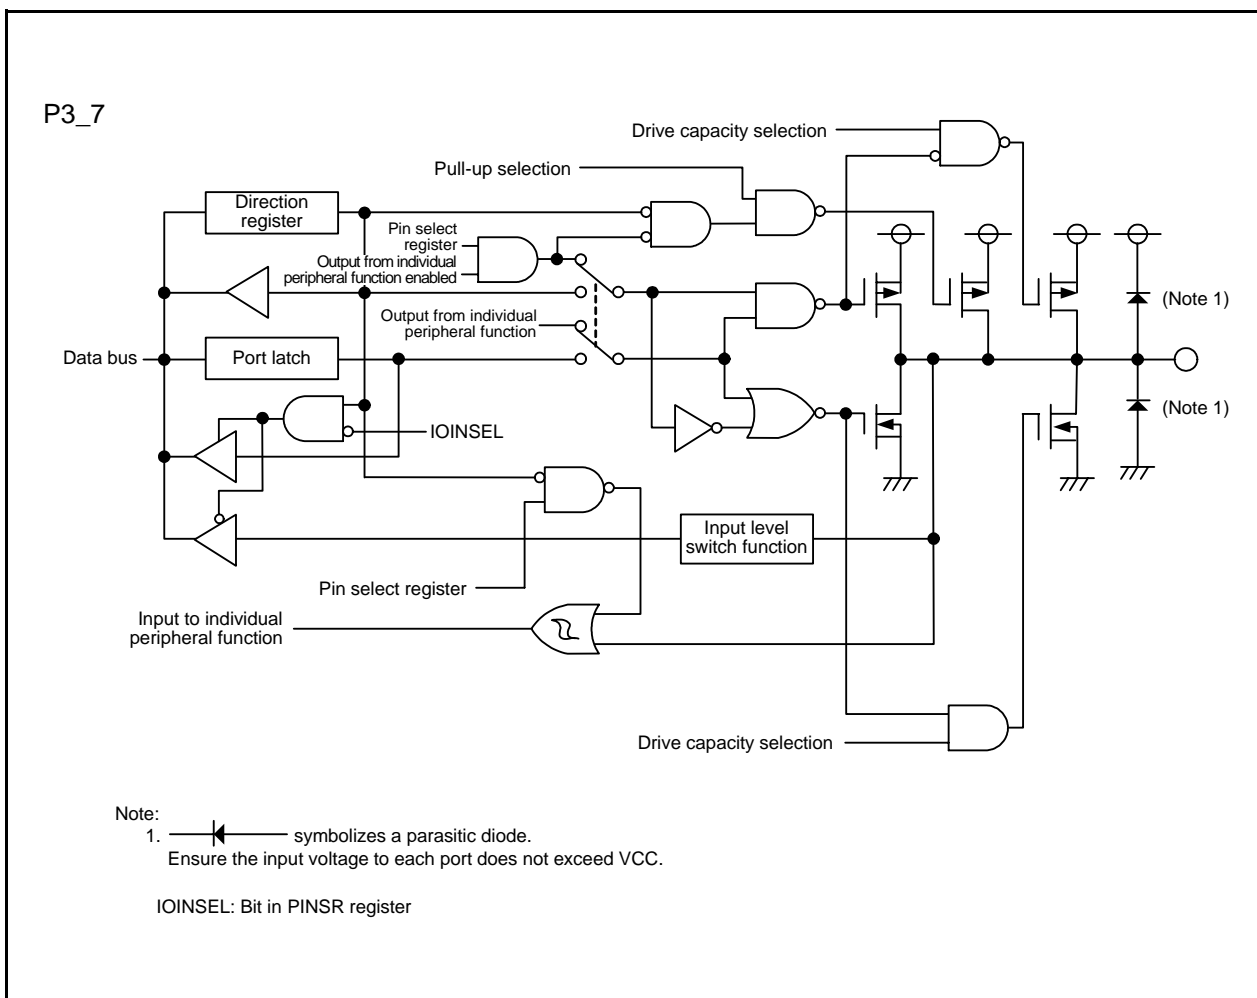 P3_7
Drive capacity selection
Pull-up selection
Direction
register
Pin select
register
Output from individual
peripheral function enabled
(Note 1)
Output from individual
peripheral function
Data bus
Port latch
(Note 1)
IOINSEL
Input level
switch function
Pin select register
Input to individual
peripheral function
Drive capacity selection
Note:
1. symbolizes a parasitic diode.
Ensure the input voltage to each port does not exceed VCC.
IOINSEL: Bit in PINSR register